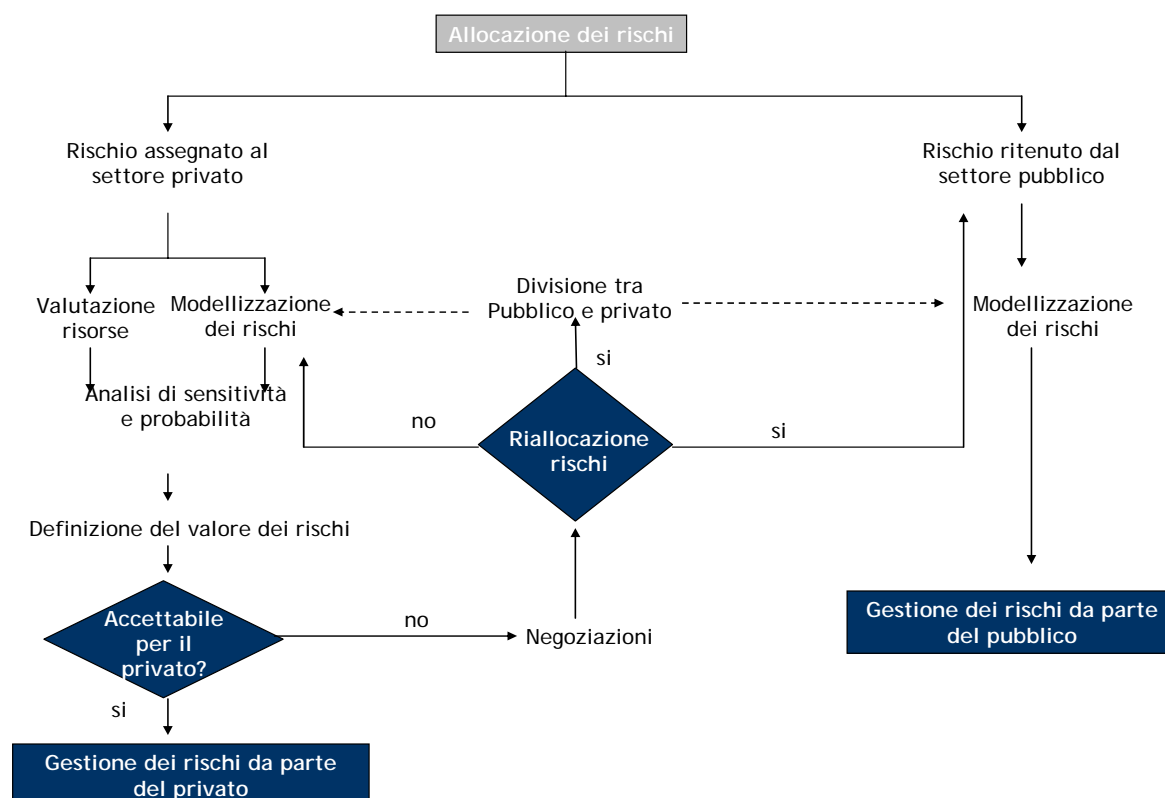 Allocazione dei rischi
Rischio assegnato al
settore privato
Rischio ritenuto dal
settore pubblico
Valutazione
risorse
Modellizzazione
dei rischi
Divisione tra
Pubblico e privato
Modellizzazione
dei rischi
si
Analisi di sensitività
e probabilità
no
Riallocazione
rischi
si
Definizione del valore dei rischi
Accettabile
per il
privato?
no
Negoziazioni
Gestione dei rischi da parte
del pubblico
si
Gestione dei rischi da parte
del privato